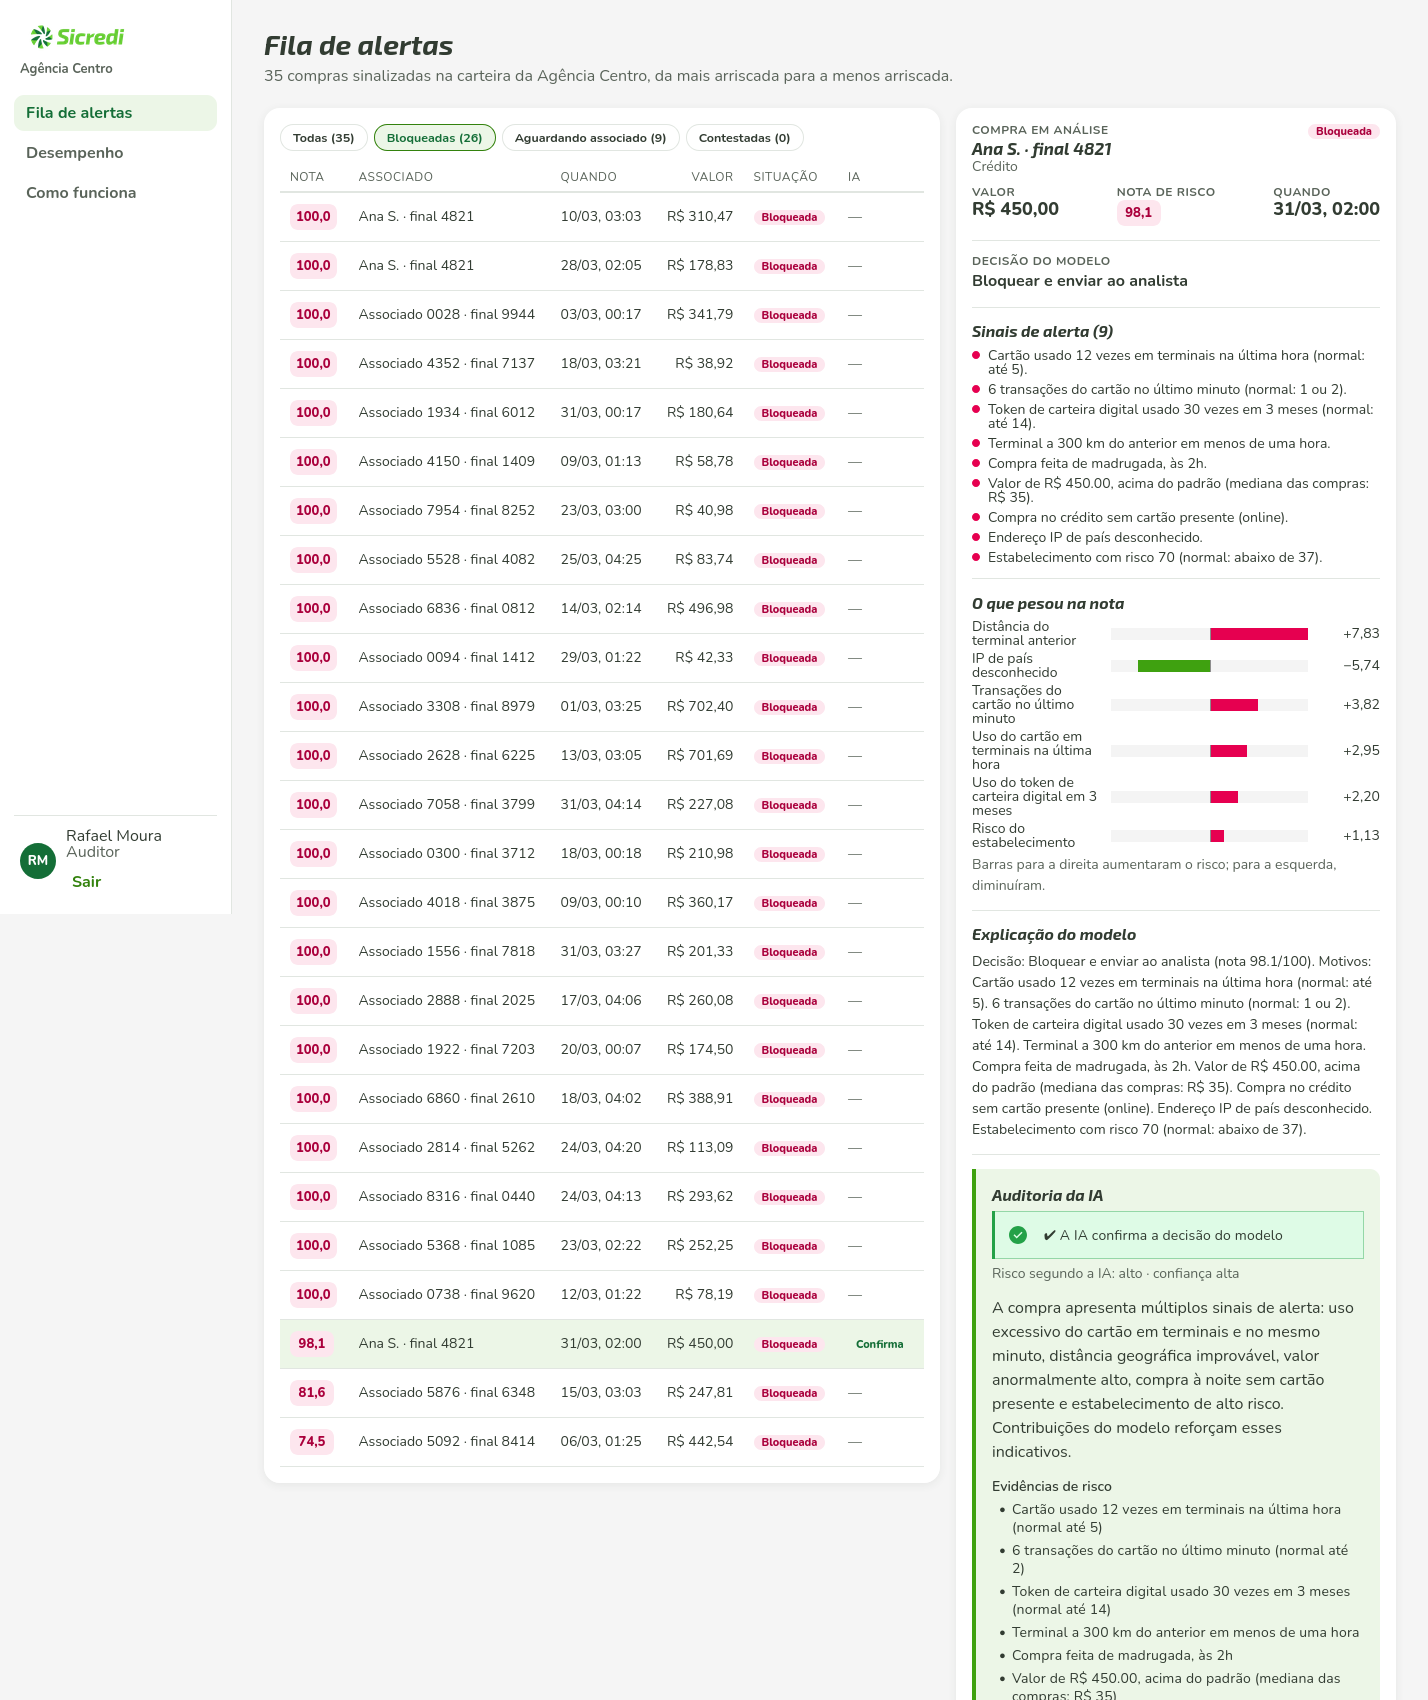 Sicredi
Agência Centro
Fila de alertas
Desempenho
Como funciona
RM
Rafael Moura
Auditor
Sair
Fila de alertas
35 compras sinalizadas na carteira da Agência Centro, da mais arriscada para a menos arriscada.
Todas (35) Bloqueadas (26) Aguardando associado (9) Contestadas (0)
NOTA ASSOCIADO QUANDO VALOR SITUAÇÃO IA
100,0 Ana S. · final 4821 10/03, 03:03 R$ 310,47 Bloqueada —
100,0 Ana S. · final 4821 28/03, 02:05 R$ 178,83 Bloqueada —
100,0 Associado 0028 · final 9944 03/03, 00:17 R$ 341,79 Bloqueada —
100,0 Associado 4352 · final 7137 18/03, 03:21 R$ 38,92 Bloqueada —
100,0 Associado 1934 · final 6012 31/03, 00:17 R$ 180,64 Bloqueada —
100,0 Associado 4150 · final 1409 09/03, 01:13 R$ 58,78 Bloqueada —
100,0 Associado 7954 · final 8252 23/03, 03:00 R$ 40,98 Bloqueada —
100,0 Associado 5528 · final 4082 25/03, 04:25 R$ 83,74 Bloqueada —
100,0 Associado 6836 · final 0812 14/03, 02:14 R$ 496,98 Bloqueada —
100,0 Associado 0094 · final 1412 29/03, 01:22 R$ 42,33 Bloqueada —
100,0 Associado 3308 · final 8979 01/03, 03:25 R$ 702,40 Bloqueada —
100,0 Associado 2628 · final 6225 13/03, 03:05 R$ 701,69 Bloqueada —
100,0 Associado 7058 · final 3799 31/03, 04:14 R$ 227,08 Bloqueada —
100,0 Associado 0300 · final 3712 18/03, 00:18 R$ 210,98 Bloqueada —
100,0 Associado 4018 · final 3875 09/03, 00:10 R$ 360,17 Bloqueada —
100,0 Associado 1556 · final 7818 31/03, 03:27 R$ 201,33 Bloqueada —
100,0 Associado 2888 · final 2025 17/03, 04:06 R$ 260,08 Bloqueada —
100,0 Associado 1922 · final 7203 20/03, 00:07 R$ 174,50 Bloqueada —
100,0 Associado 6860 · final 2610 18/03, 04:02 R$ 388,91 Bloqueada —
100,0 Associado 2814 · final 5262 24/03, 04:20 R$ 113,09 Bloqueada —
100,0 Associado 8316 · final 0440 24/03, 04:13 R$ 293,62 Bloqueada —
100,0 Associado 5368 · final 1085 23/03, 02:22 R$ 252,25 Bloqueada —
100,0 Associado 0738 · final 9620 12/03, 01:22 R$ 78,19 Bloqueada —
98,1 Ana S. · final 4821 31/03, 02:00 R$ 450,00 Bloqueada Confirma
81,6 Associado 5876 · final 6348 15/03, 03:03 R$ 247,81 Bloqueada —
74,5 Associado 5092 · final 8414 06/03, 01:25 R$ 442,54 Bloqueada —
COMPRA EM ANÁLISE Bloqueada
Ana S. · final 4821
Crédito
VALOR NOTA DE RISCO QUANDO
R$ 450,00 98,1 31/03, 02:00
DECISÃO DO MODELO
Bloquear e enviar ao analista
Sinais de alerta (9)
Cartão usado 12 vezes em terminais na última hora (normal:
até 5).
6 transações do cartão no último minuto (normal: 1 ou 2).
Token de carteira digital usado 30 vezes em 3 meses (normal:
até 14).
Terminal a 300 km do anterior em menos de uma hora.
Compra feita de madrugada, às 2h.
Valor de R$ 450.00, acima do padrão (mediana das compras:
R$ 35).
Compra no crédito sem cartão presente (online).
Endereço IP de país desconhecido.
Estabelecimento com risco 70 (normal: abaixo de 37).
O que pesou na nota
Distância do
terminal anterior +7,83
IP de país
desconhecido −5,74
Transações do
cartão no último +3,82
minuto
Uso do cartão em
terminais na última +2,95
hora
Uso do token de
carteira digital em 3 +2,20
meses
Risco do
estabelecimento +1,13
Barras para a direita aumentaram o risco; para a esquerda,
diminuíram.
Explicação do modelo
Decisão: Bloquear e enviar ao analista (nota 98.1/100). Motivos:
Cartão usado 12 vezes em terminais na última hora (normal: até
5). 6 transações do cartão no último minuto (normal: 1 ou 2).
Token de carteira digital usado 30 vezes em 3 meses (normal:
até 14). Terminal a 300 km do anterior em menos de uma hora.
Compra feita de madrugada, às 2h. Valor de R$ 450.00, acima
do padrão (mediana das compras: R$ 35). Compra no crédito
sem cartão presente (online). Endereço IP de país desconhecido.
Estabelecimento com risco 70 (normal: abaixo de 37).
Auditoria da IA
✔ A IA confirma a decisão do modelo
Risco segundo a IA: alto · confiança alta
A compra apresenta múltiplos sinais de alerta: uso
excessivo do cartão em terminais e no mesmo
minuto, distância geográfica improvável, valor
anormalmente alto, compra à noite sem cartão
presente e estabelecimento de alto risco.
Contribuições do modelo reforçam esses
indicativos.
Evidências de risco
• Cartão usado 12 vezes em terminais na última hora
(normal até 5)
• 6 transações do cartão no último minuto (normal até
2)
• Token de carteira digital usado 30 vezes em 3 meses
(normal até 14)
• Terminal a 300 km do anterior em menos de uma hora
• Compra feita de madrugada, às 2h
• Valor de R$ 450.00, acima do padrão (mediana das
compras: R$ 35)